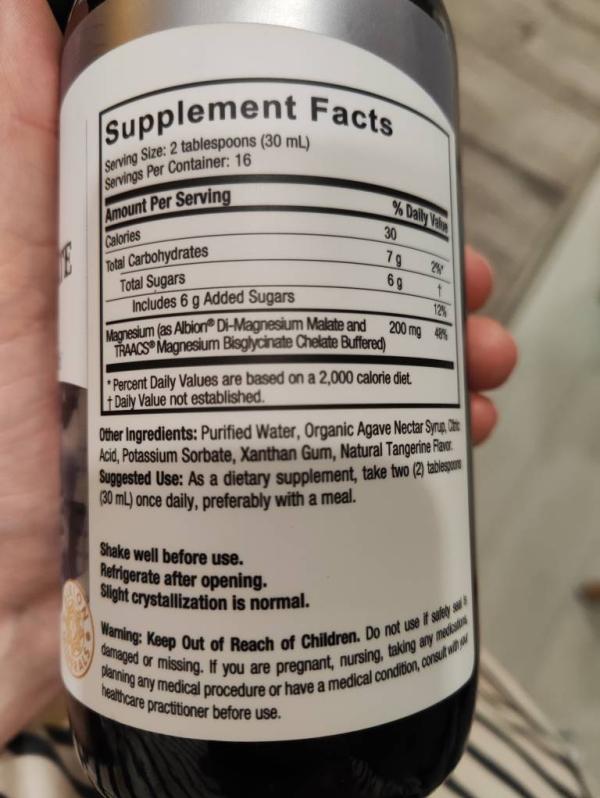 Supplement Facts
Serving Size: 2 tablespoons (30 mL)
Servings Per Container: 16
Amount Per Serving % Daily Value
Calories 30
Total Carbohydrates 7 g 2%*
Total Sugars 6 g †
Includes 6 g Added Sugars 12%
Magnesium (as Albion® Di-Magnesium Malate and 200 mg 48%
TRAACS® Magnesium Bisglycinate Chelate Buffered)
* Percent Daily Values are based on a 2,000 calorie diet.
† Daily Value not established.
Other Ingredients: Purified Water, Organic Agave Nectar Syrup, Citric
Acid, Potassium Sorbate, Xanthan Gum, Natural Tangerine Flavor.
Suggested Use: As a dietary supplement, take two (2) tablespoons
(30 mL) once daily, preferably with a meal.
Shake well before use.
Refrigerate after opening.
Slight crystallization is normal.
Warning: Keep Out of Reach of Children. Do not use if safety seal is
damaged or missing. If you are pregnant, nursing, taking any medications,
planning any medical procedure or have a medical condition, consult with your
healthcare practitioner before use.